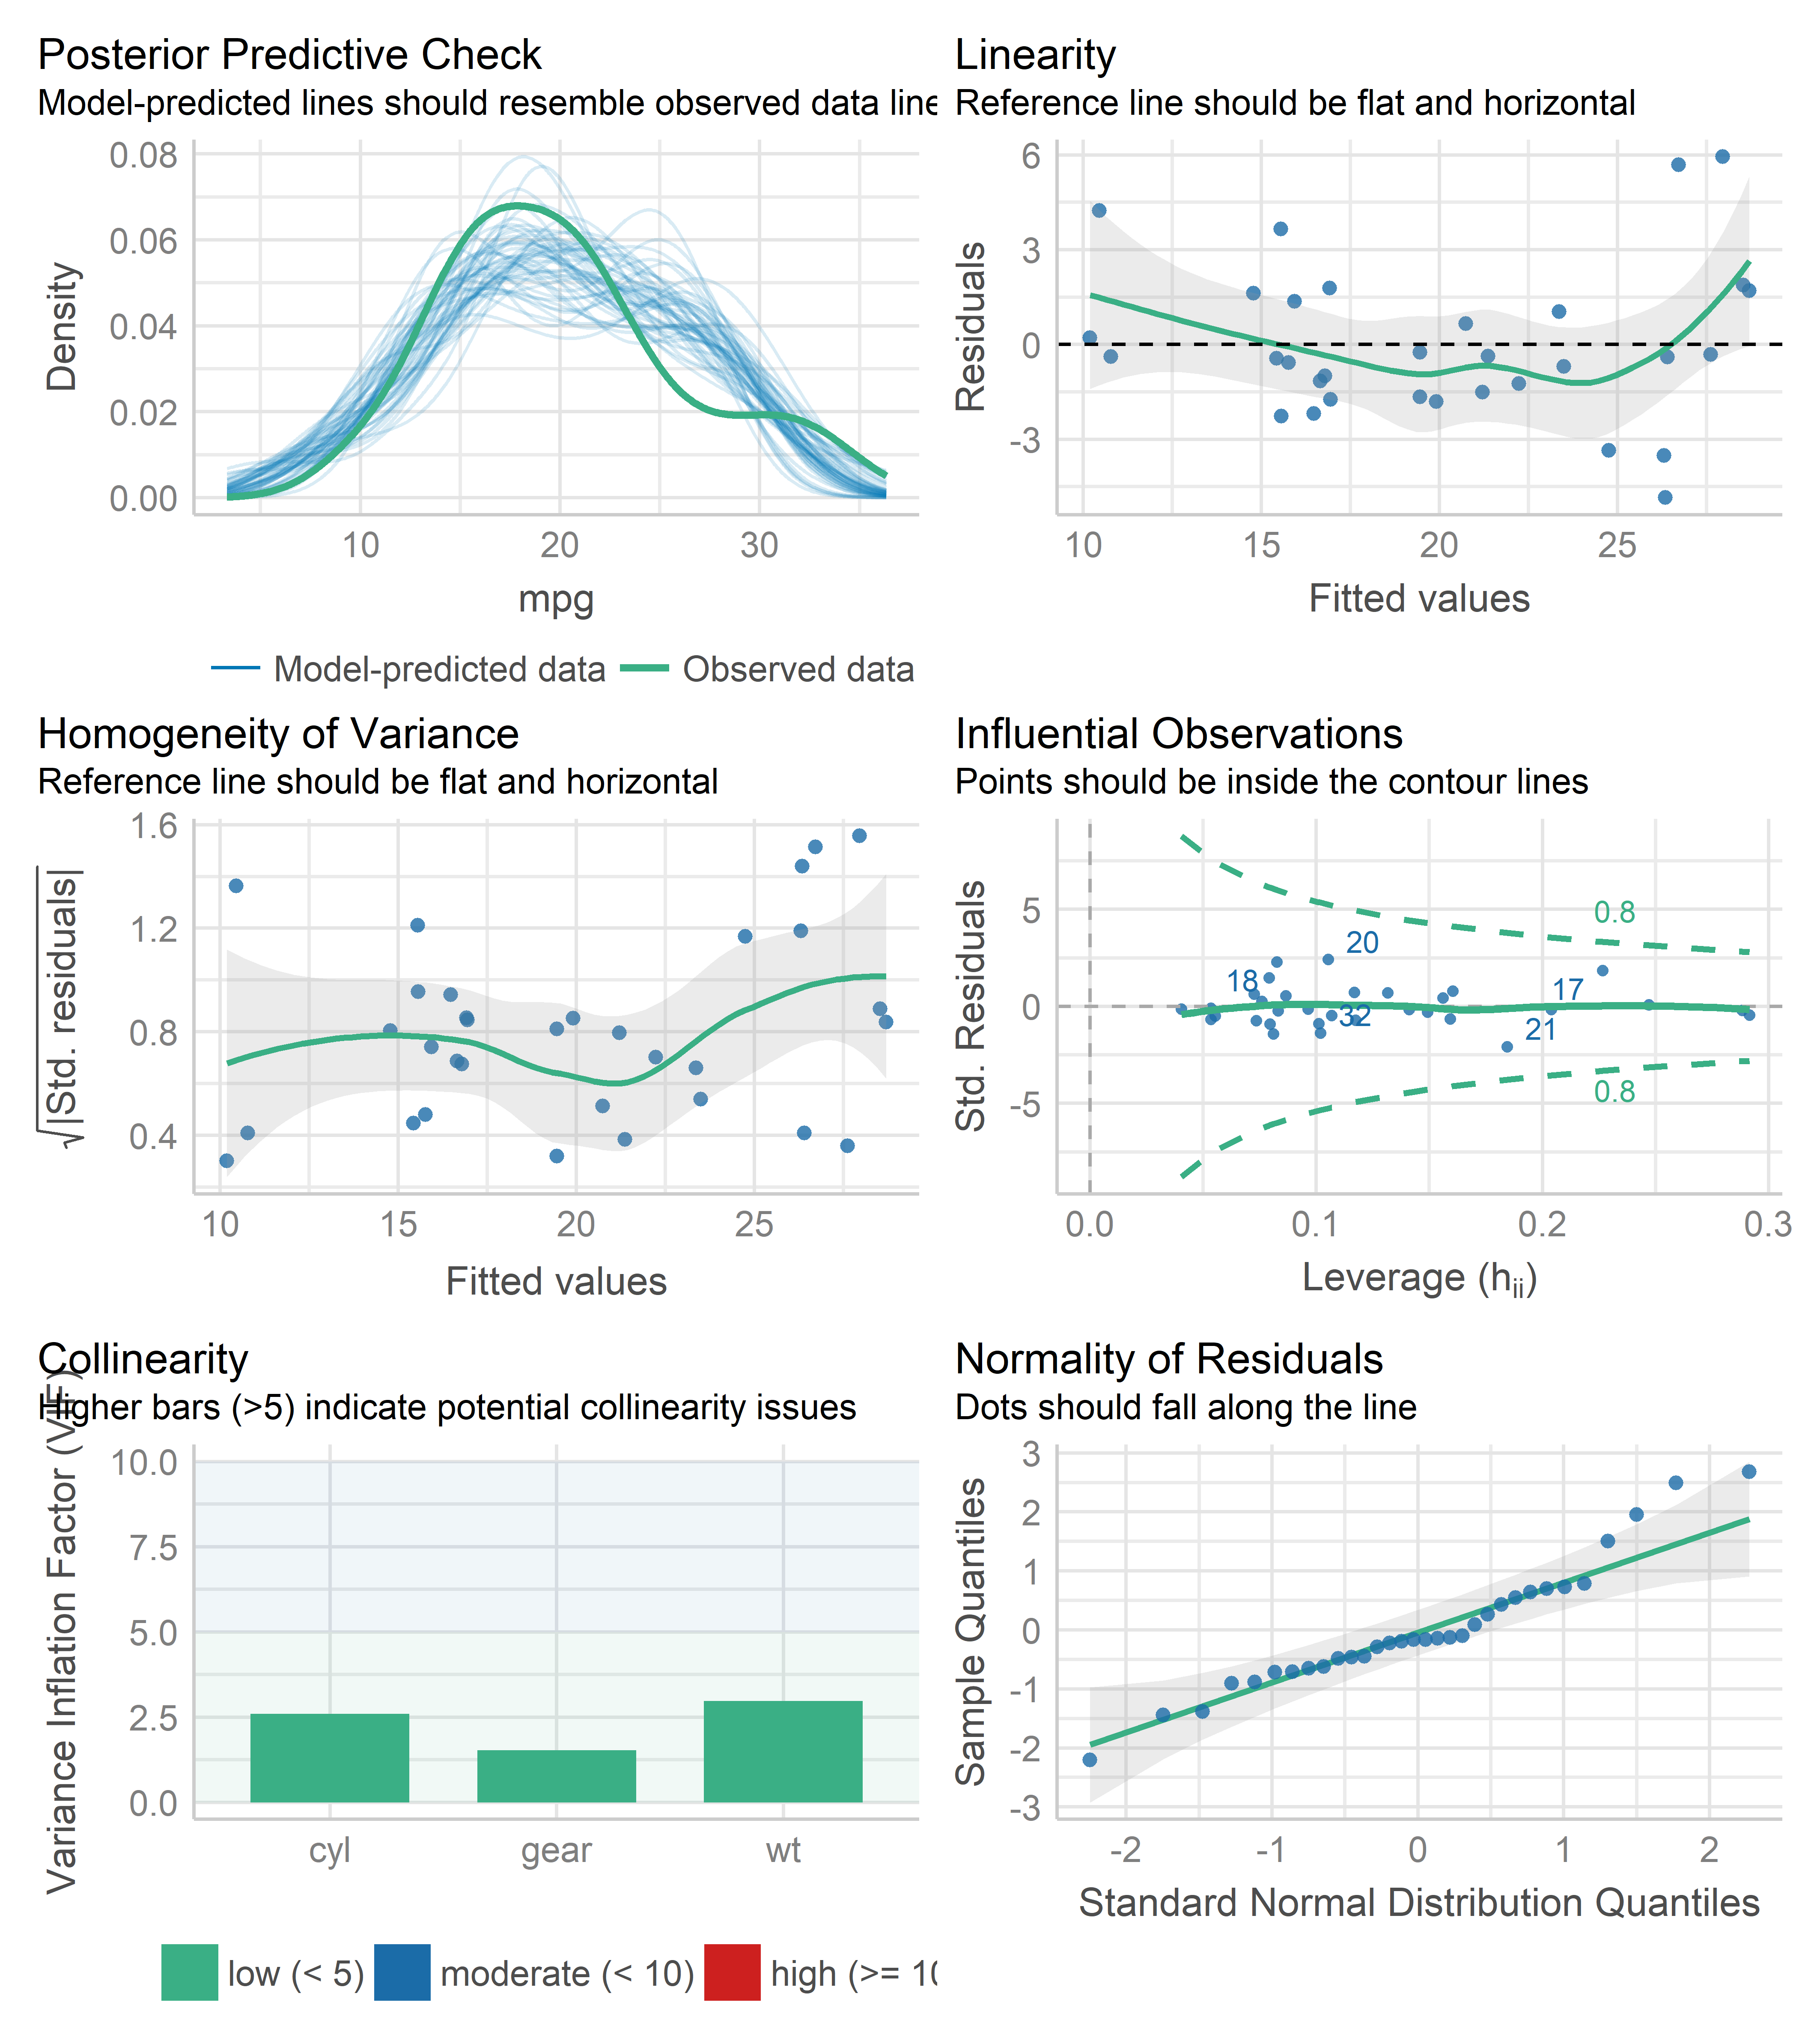 Posterior Predictive Check
Model-predicted lines should resemble observed data line
0.08
0.06
0.04
0.02
0.00
Density
10 20 30
mpg
Model-predicted data Observed data
Linearity
Reference line should be flat and horizontal
6
3
0
-3
Residuals
10 15 20 25
Fitted values
Homogeneity of Variance
Reference line should be flat and horizontal
1.6
1.2
0.8
0.4
√|Std. residuals|
10 15 20 25
Fitted values
Influential Observations
Points should be inside the contour lines
5
0
-5
Std. Residuals
0.8
20
18
17
32
21
0.8
0.0 0.1 0.2 0.3
Leverage (hii)
Collinearity
Higher bars (>5) indicate potential collinearity issues
10.0
7.5
5.0
2.5
0.0
Variance Inflation Factor (VIF)
cyl gear wt
low (< 5) moderate (< 10) high (>= 10
Normality of Residuals
Dots should fall along the line
3
2
1
0
-1
-2
-3
Sample Quantiles
-2 -1 0 1 2
Standard Normal Distribution Quantiles